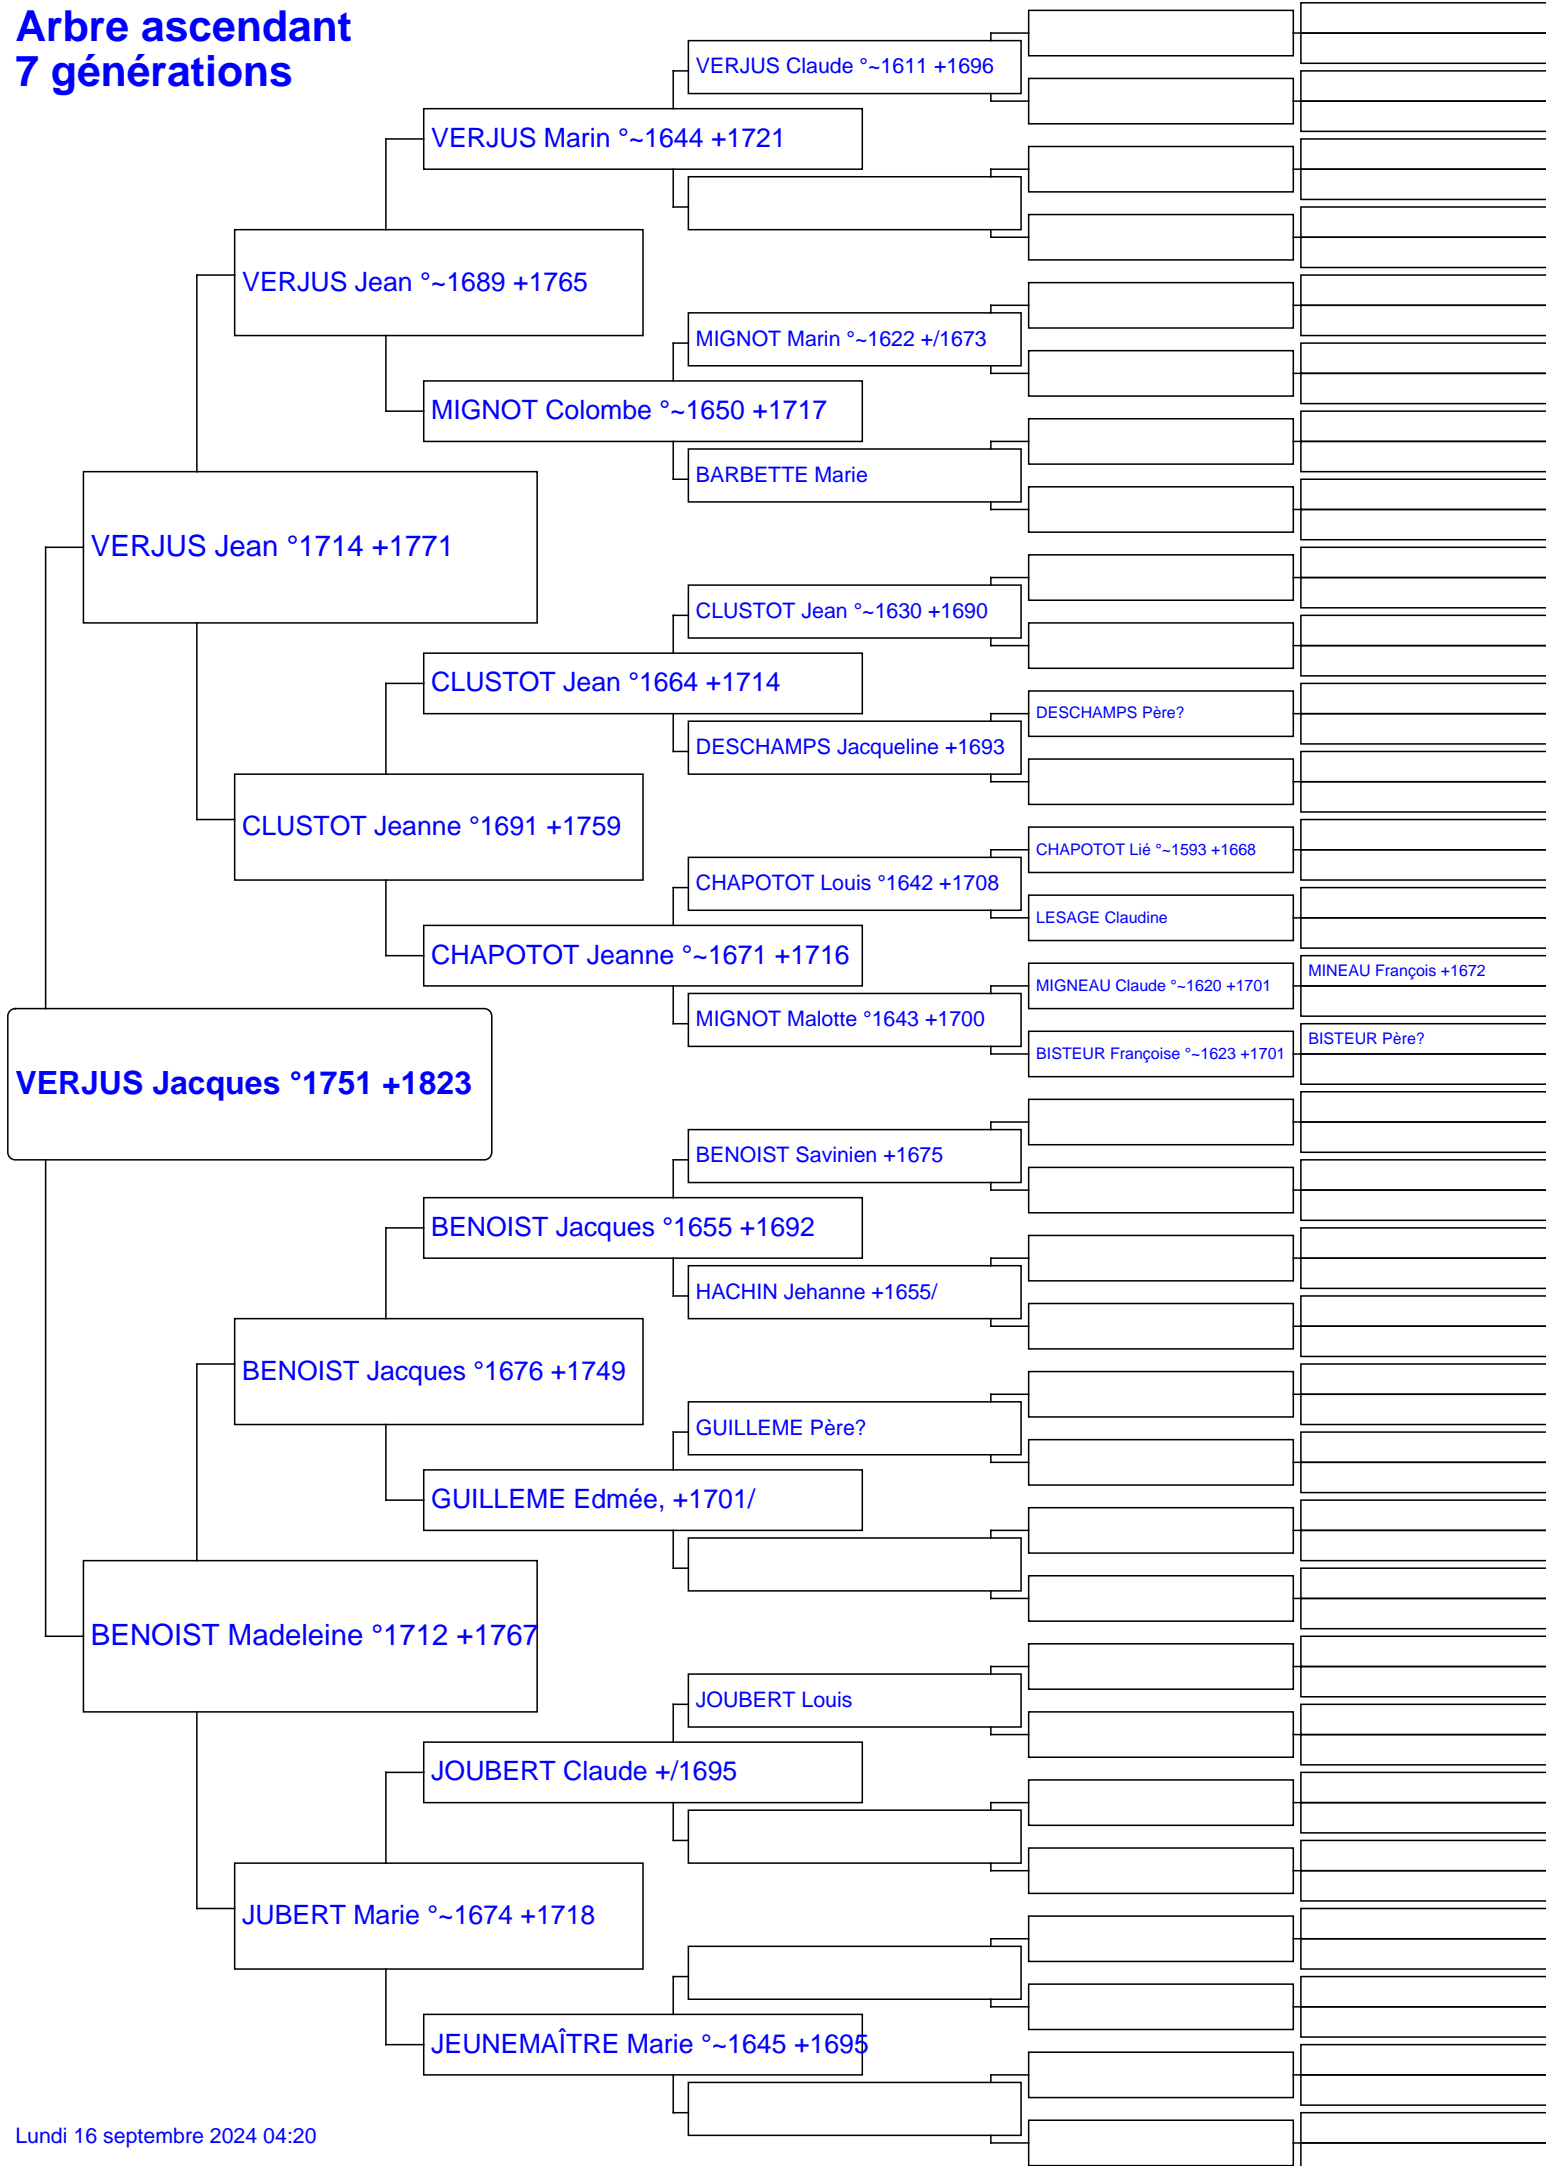 Arbre ascendant
7 générations
VERJUS Claude °~1611 +1696
VERJUS Marin °~1644 +1721
VERJUS Jean °~1689 +1765
MIGNOT Marin °~1622 +/1673
MIGNOT Colombe °~1650 +1717
BARBETTE Marie
VERJUS Jean °1714 +1771
CLUSTOT Jean °~1630 +1690
CLUSTOT Jean °1664 +1714
DESCHAMPS Père?
DESCHAMPS Jacqueline +1693
CLUSTOT Jeanne °1691 +1759
CHAPOTOT Lié °~1593 +1668
CHAPOTOT Louis °1642 +1708
LESAGE Claudine
CHAPOTOT Jeanne °~1671 +1716
MINEAU François +1672
MIGNEAU Claude °~1620 +1701
MIGNOT Malotte °1643 +1700
BISTEUR Père?
BISTEUR Françoise °~1623 +1701
VERJUS Jacques °1751 +1823
BENOIST Savinien +1675
BENOIST Jacques °1655 +1692
HACHIN Jehanne +1655/
BENOIST Jacques °1676 +1749
GUILLEME Père?
GUILLEME Edmée, +1701/
BENOIST Madeleine °1712 +1767
JOUBERT Louis
JOUBERT Claude +/1695
JUBERT Marie °~1674 +1718
JEUNEMAÎTRE Marie °~1645 +1695
Lundi 16 septembre 2024 04:20